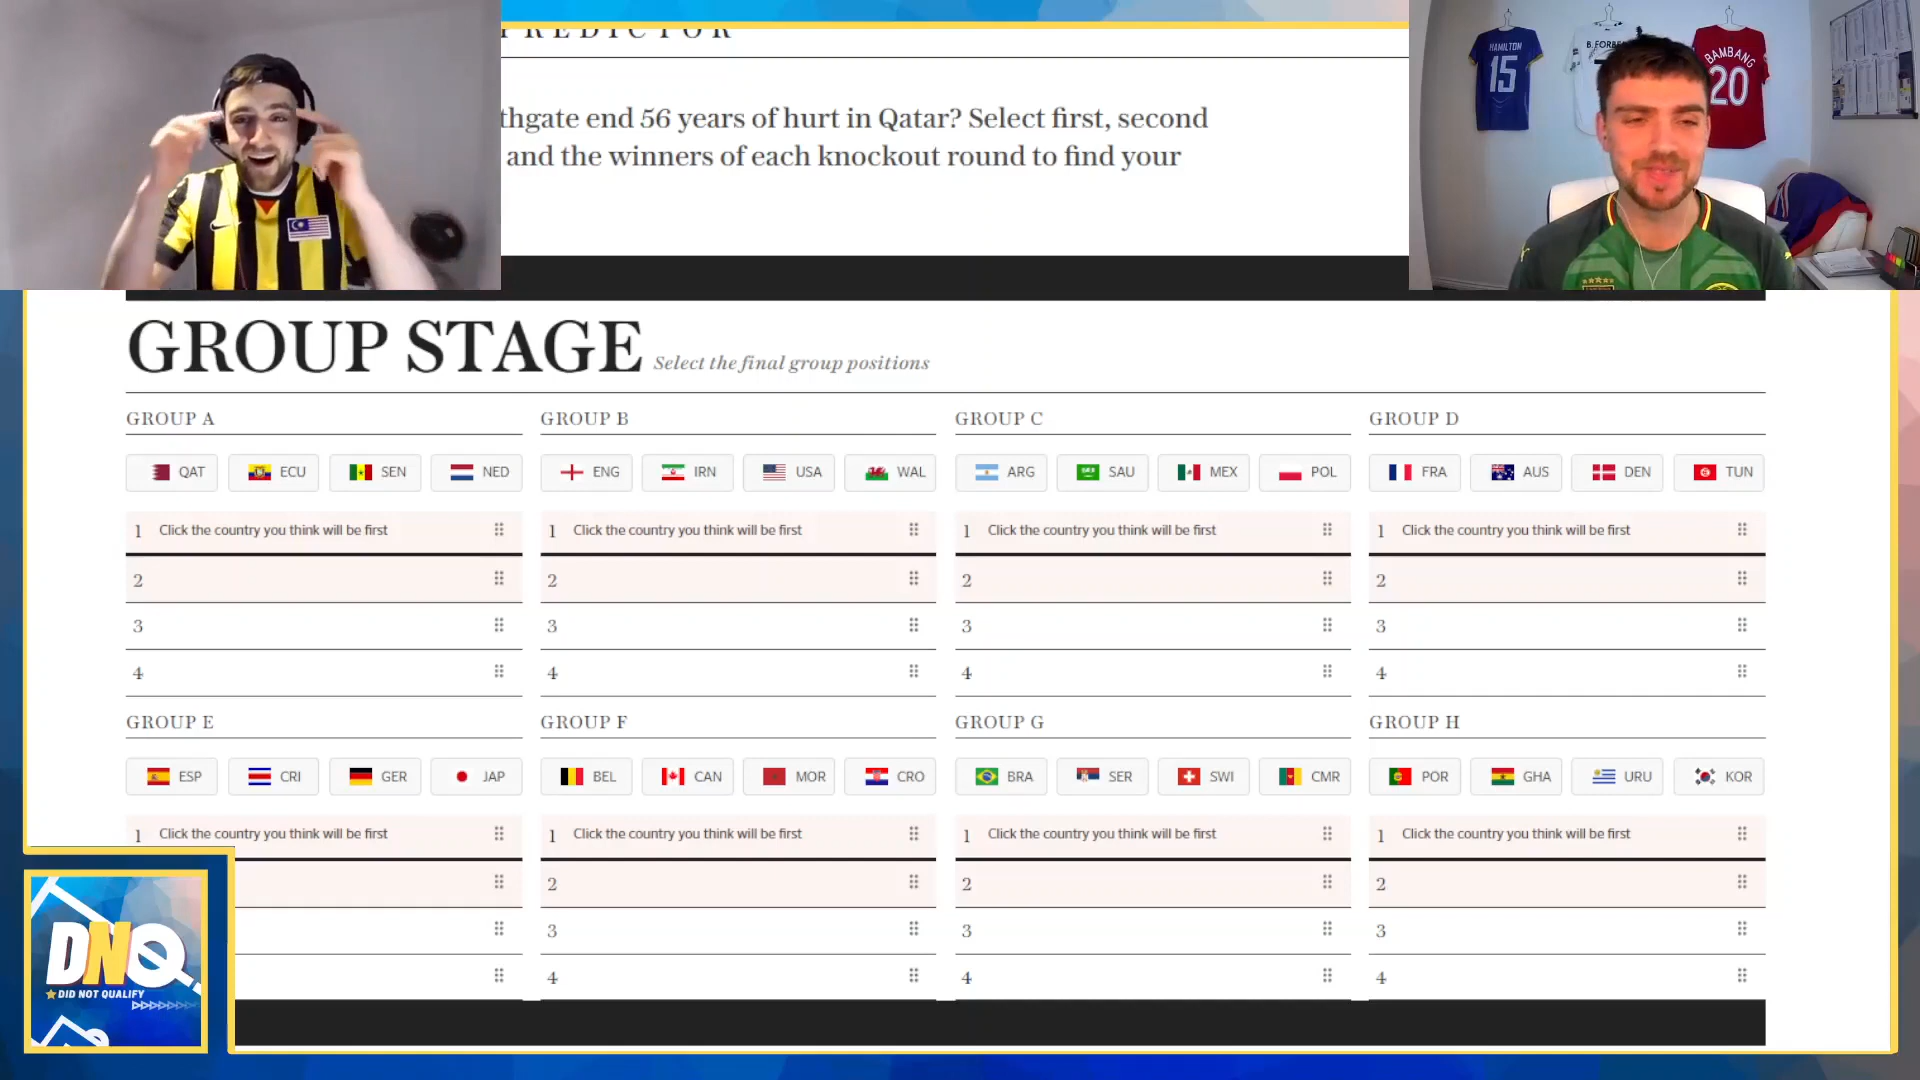 PREDICTOR
thgate end 56 years of hurt in Qatar? Select first, second
and the winners of each knockout round to find your
HAMILTON
15
B. FORBE
BAMBANG
20
GROUP STAGE Select the final group positions
GROUP A GROUP B GROUP C GROUP D
QAT ECU SEN NED ENG IRN USA WAL ARG SAU MEX POL FRA AUS DEN TUN
1 Click the country you think will be first 1 Click the country you think will be first 1 Click the country you think will be first 1 Click the country you think will be first
2 2 2 2
3 3 3 3
4 4 4 4
GROUP E GROUP F GROUP G GROUP H
ESP CRI GER JAP BEL CAN MOR CRO BRA SER SWI CMR POR GHA URU KOR
1 Click the country you think will be first 1 Click the country you think will be first 1 Click the country you think will be first 1 Click the country you think will be first
2 2 2
3 3 3
4 4 4
DNQ
DID NOT QUALIFY